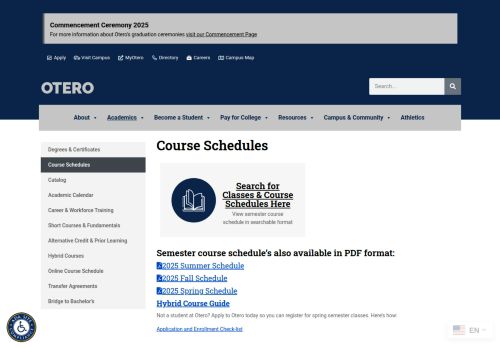 Commencement Ceremony 2025
For more information about Otero's graduation ceremonies visit our Commencement Page
Apply Visit Campus MyOtero Directory Careers Campus Map
OTERO
Search...
About Academics Become a Student Pay for College Resources Campus & Community Athletics
Degrees & Certificates
Course Schedules
Catalog
Academic Calendar
Career & Workforce Training
Short Courses & Fundamentals
Alternative Credit & Prior Learning
Hybrid Courses
Online Course Schedule
Transfer Agreements
Bridge to Bachelor's
Course Schedules
Search for
Classes & Course
Schedules Here
View semester course
schedule in searchable format
Semester course schedule's also available in PDF format:
2025 Summer Schedule
2025 Fall Schedule
2025 Spring Schedule
Hybrid Course Guide
Not a student at Otero? Apply to Otero today so you can register for spring semester classes. Here's how:
Application and Enrollment Check-list
EN